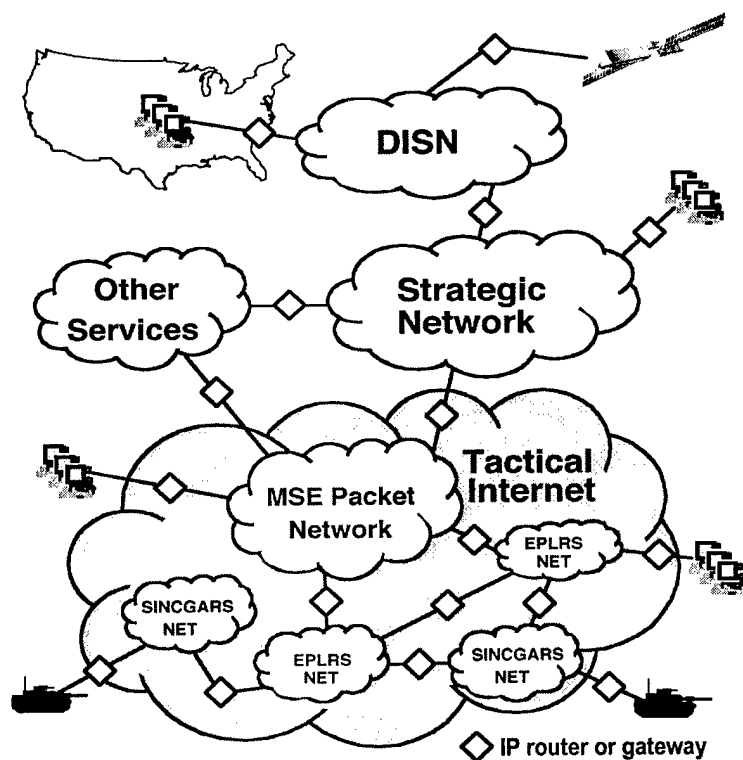 DISN
Other
Services
Strategic
Network
Tactical
Internet
MSE Packet
Network
EPLRS
NET
SINCGARS
NET
EPLRS
NET
SINCGARS
NET
IP router or gateway